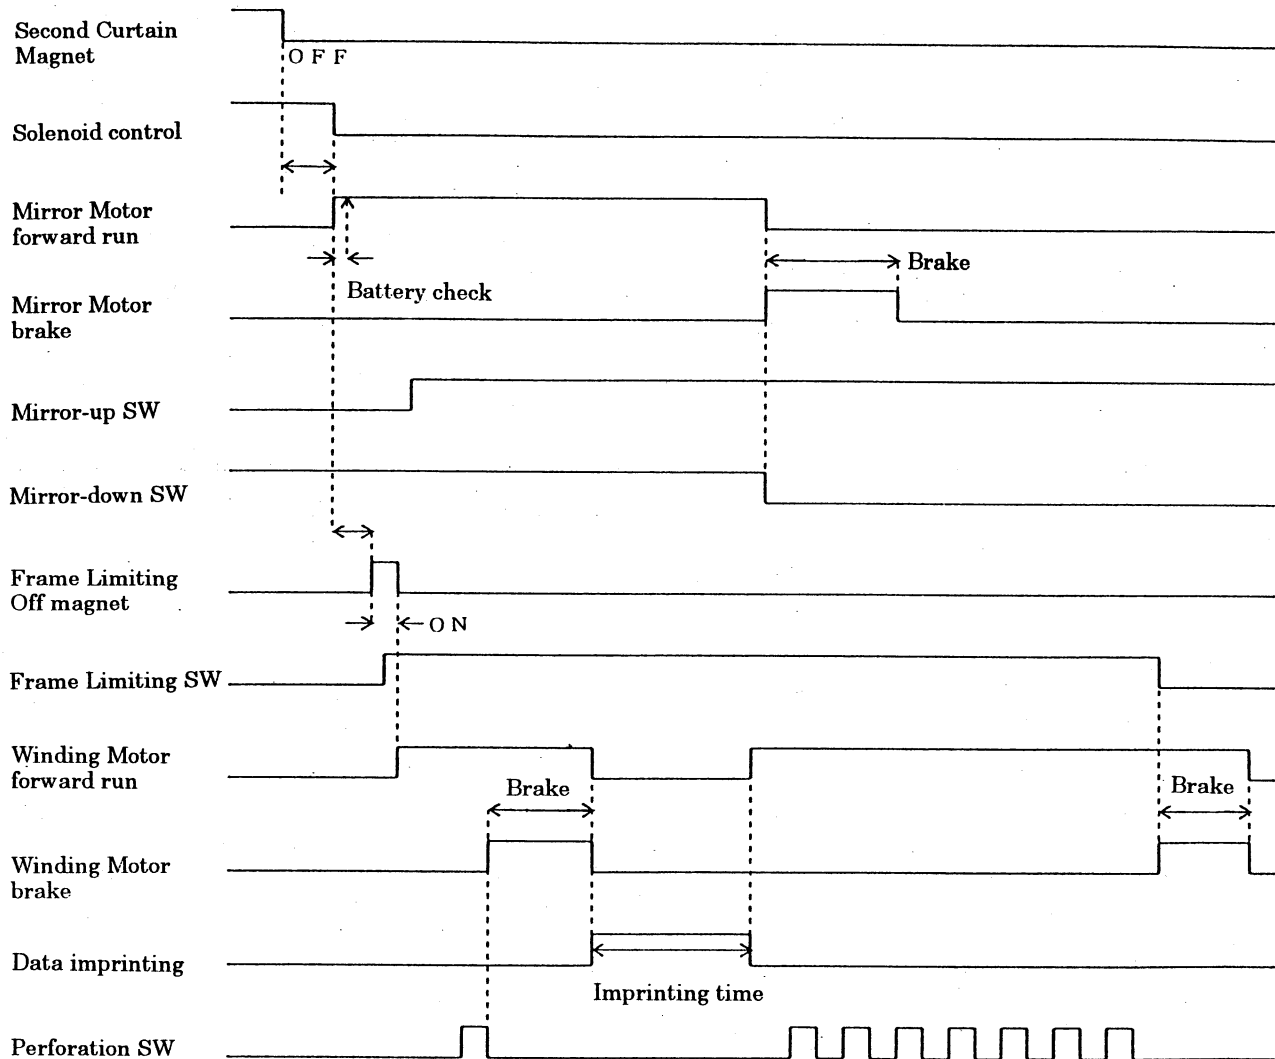 Second Curtain
Magnet
O F F
Solenoid control
Mirror Motor
forward run
Brake
Battery check
Mirror Motor
brake
Mirror-up SW
Mirror-down SW
Frame Limiting
Off magnet
O N
Frame Limiting SW
Winding Motor
forward run
Brake
Brake
Winding Motor
brake
Data imprinting
Imprinting time
Perforation SW